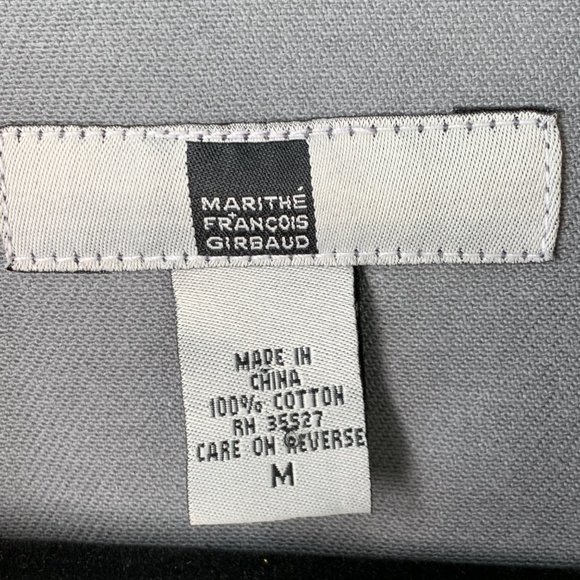 MARITHÉ
+
FRANÇOIS
GIRBAUD
MADE IN
CHINA
100% COTTON
RN 35527
CARE ON REVERSE
M